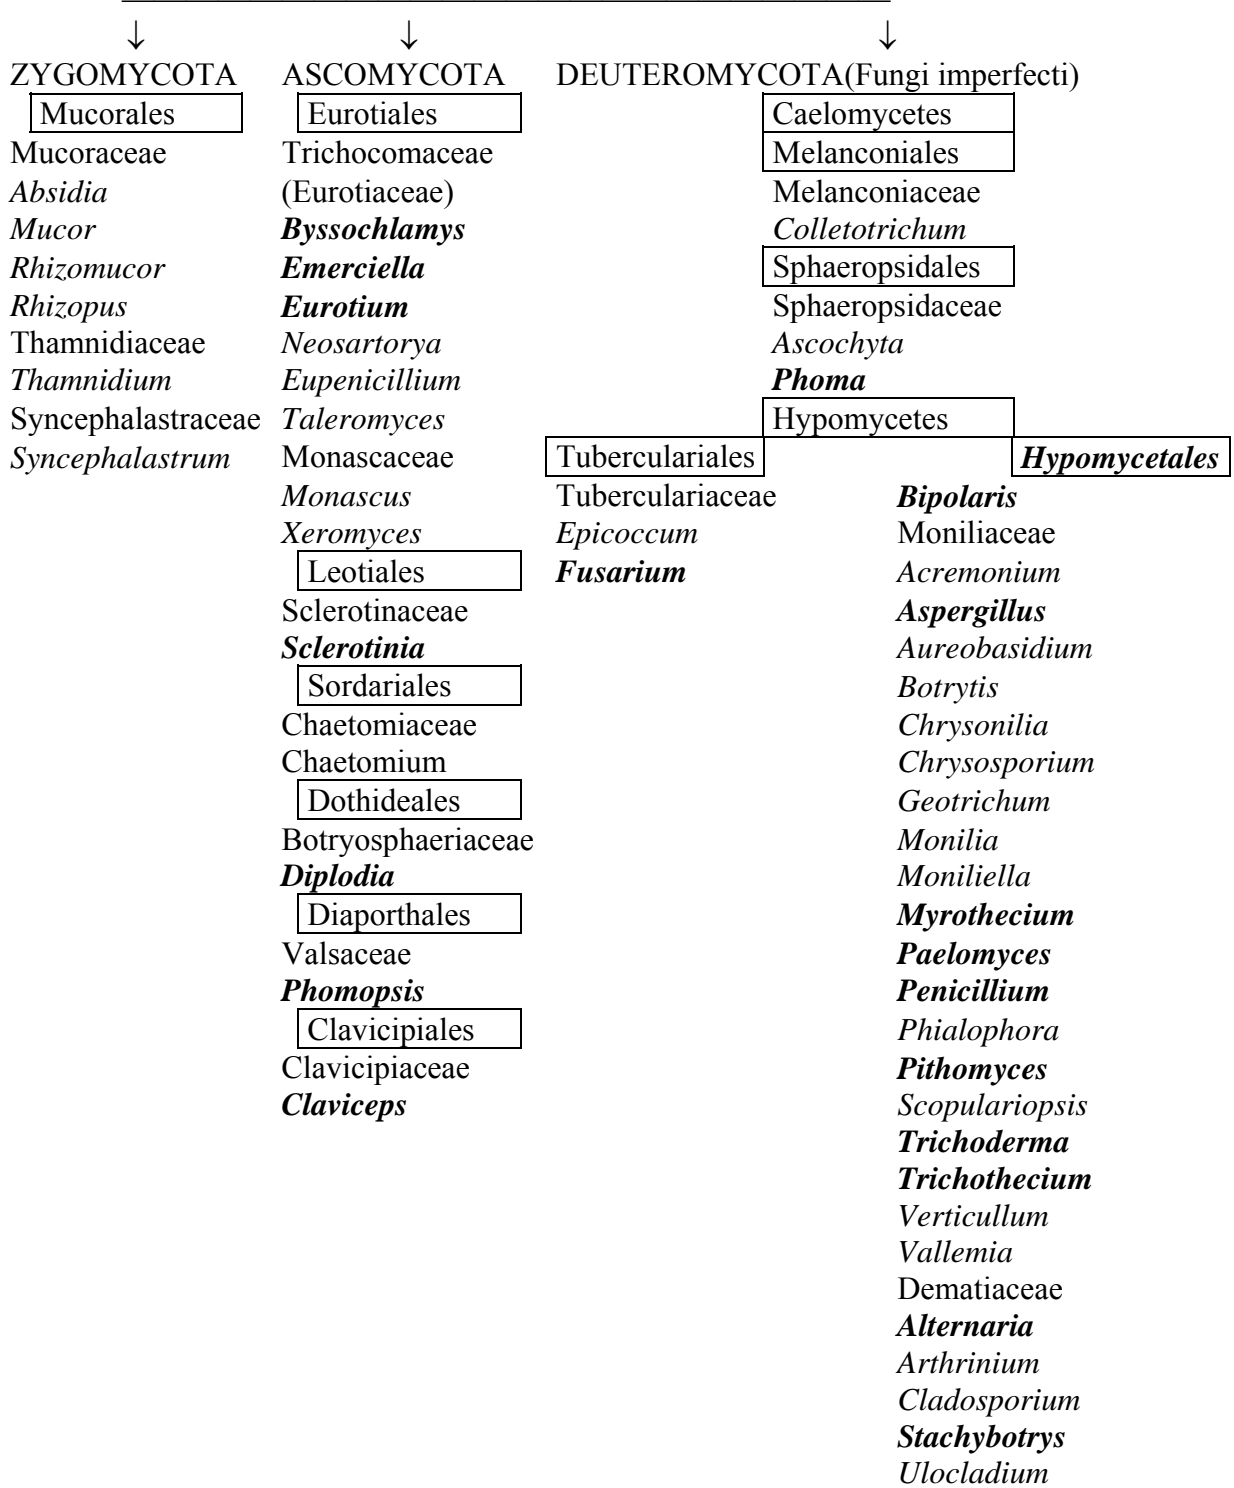 ZYGOMYCOTA ASCOMYCOTA DEUTEROMYCOTA(Fungi imperfecti)
Mucorales Eurotiales Caelomycetes
Mucoraceae Trichocomaceae Melanconiales
Absidia (Eurotiaceae) Melanconiaceae
Mucor Byssochlamys Colletotrichum
Rhizomucor Emerciella Sphaeropsidales
Rhizopus Eurotium Sphaeropsidaceae
Thamnidiaceae Neosartorya Ascochyta
Thamnidium Eupenicillium Phoma
Syncephalastraceae Taleromyces Hypomycetes
Syncephalastrum Monascaceae Tuberculariales Hypomycetales
Monascus Tuberculariaceae Bipolaris
Xeromyces Epicoccum Moniliaceae
Leotiales Fusarium Acremonium
Sclerotinaceae Aspergillus
Sclerotinia Aureobasidium
Sordariales Botrytis
Chaetomiaceae Chrysonilia
Chaetomium Chrysosporium
Dothideales Geotrichum
Botryosphaeriaceae Monilia
Diplodia Moniliella
Diaporthales Myrothecium
Valsaceae Paelomyces
Phomopsis Penicillium
Clavicipiales Phialophora
Clavicipiaceae Pithomyces
Claviceps Scopulariopsis
Trichoderma
Trichothecium
Verticullum
Vallemia
Dematiaceae
Alternaria
Arthrinium
Cladosporium
Stachybotrys
Ulocladium